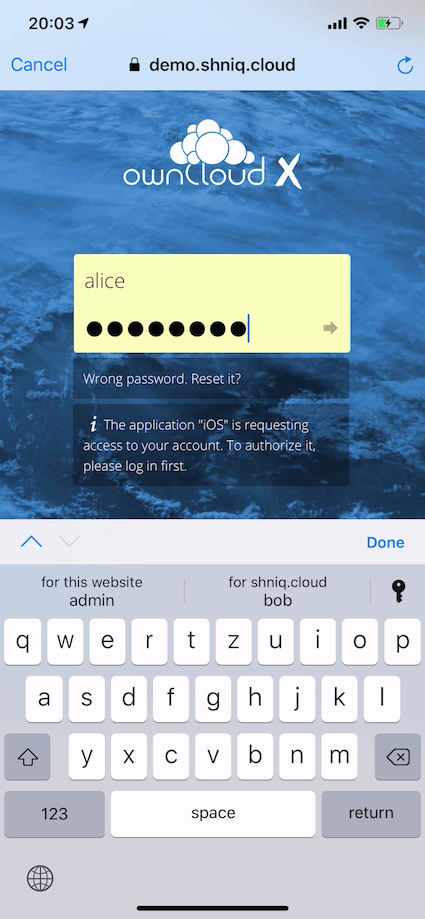 20:03
Cancel
demo.shniq.cloud
ownCloud X
alice
Wrong password. Reset it?
i The application "iOS" is requesting
access to your account. To authorize it,
please log in first.
Done
for this website
admin
for shniq.cloud
bob
q w e r t z u i o p
a s d f g h j k l
y x c v b n m
123 space return